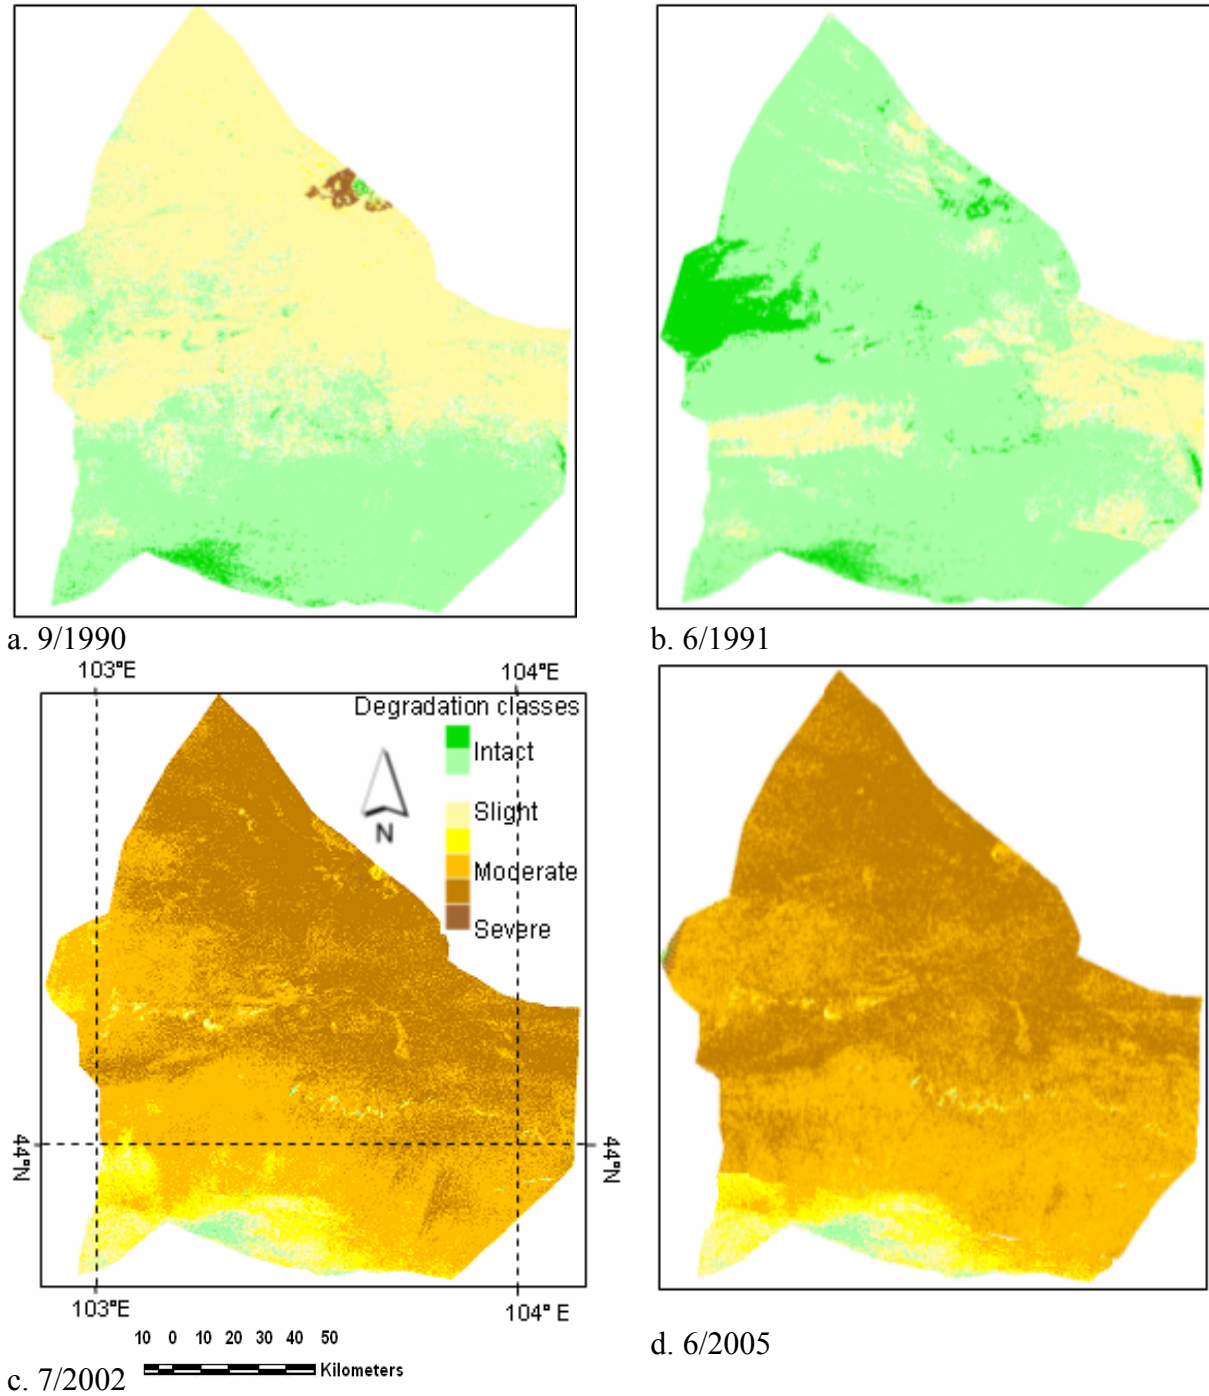 a. 9/1990
b. 6/1991
103°E
104°E
Degradation classes
Intact
Slight
Moderate
Severe
N
44°N
44°N
103°E
104° E
10 0 10 20 30 40 50
Kilometers
c. 7/2002
d. 6/2005